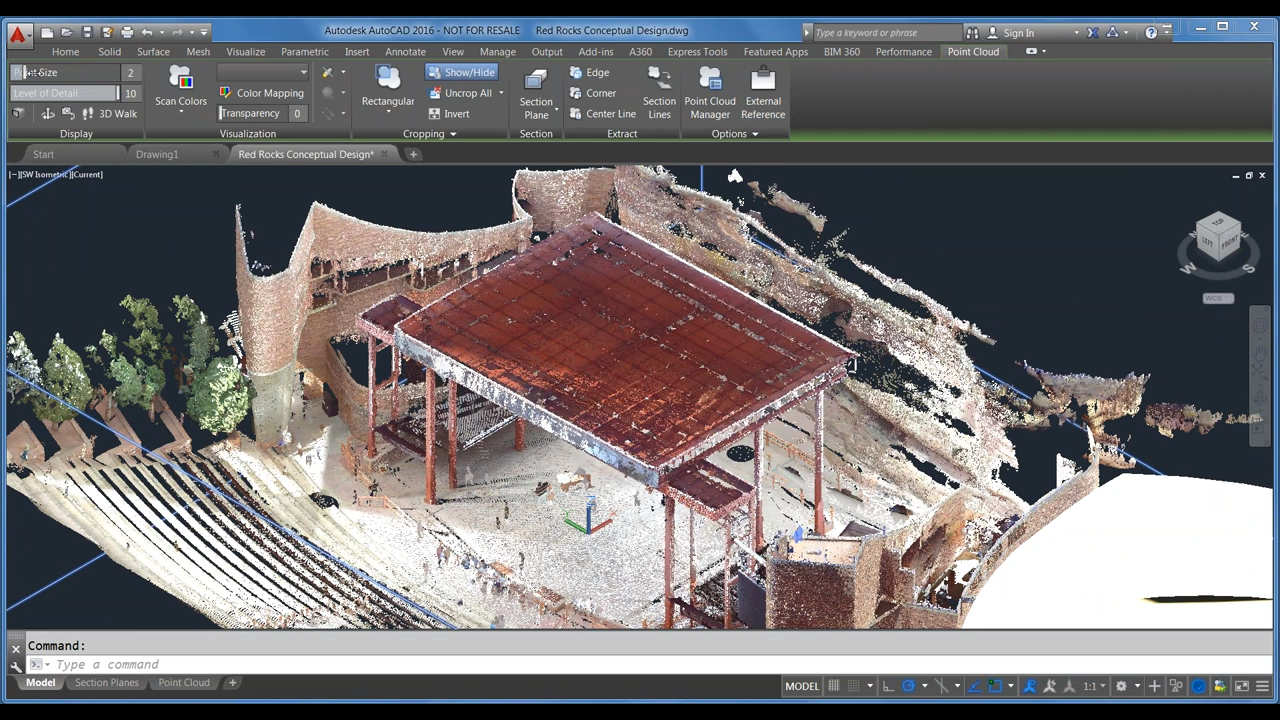 Autodesk AutoCAD 2016 - NOT FOR RESALE Red Rocks Conceptual Design.dwg
Type a keyword or phrase
Sign In
Home Solid Surface Mesh Visualize Parametric Insert Annotate View Manage Output Add-ins A360 Express Tools Featured Apps BIM 360 Performance Point Cloud
Size 2
Level of Detail 10
3D Walk
Display
Scan Colors
Color Mapping
Transparency 0
Visualization
Rectangular
Show/Hide
Uncrop All
Invert
Cropping
Section Plane
Section
Edge
Corner
Center Line
Section Lines
Extract
Point Cloud Manager
External Reference
Options
Start Drawing1 Red Rocks Conceptual Design*
[−][SW Isometric][Current]
TOP
LEFT FRONT
W S
WCS
Command:
Type a command
Model Section Planes Point Cloud
MODEL 1:1